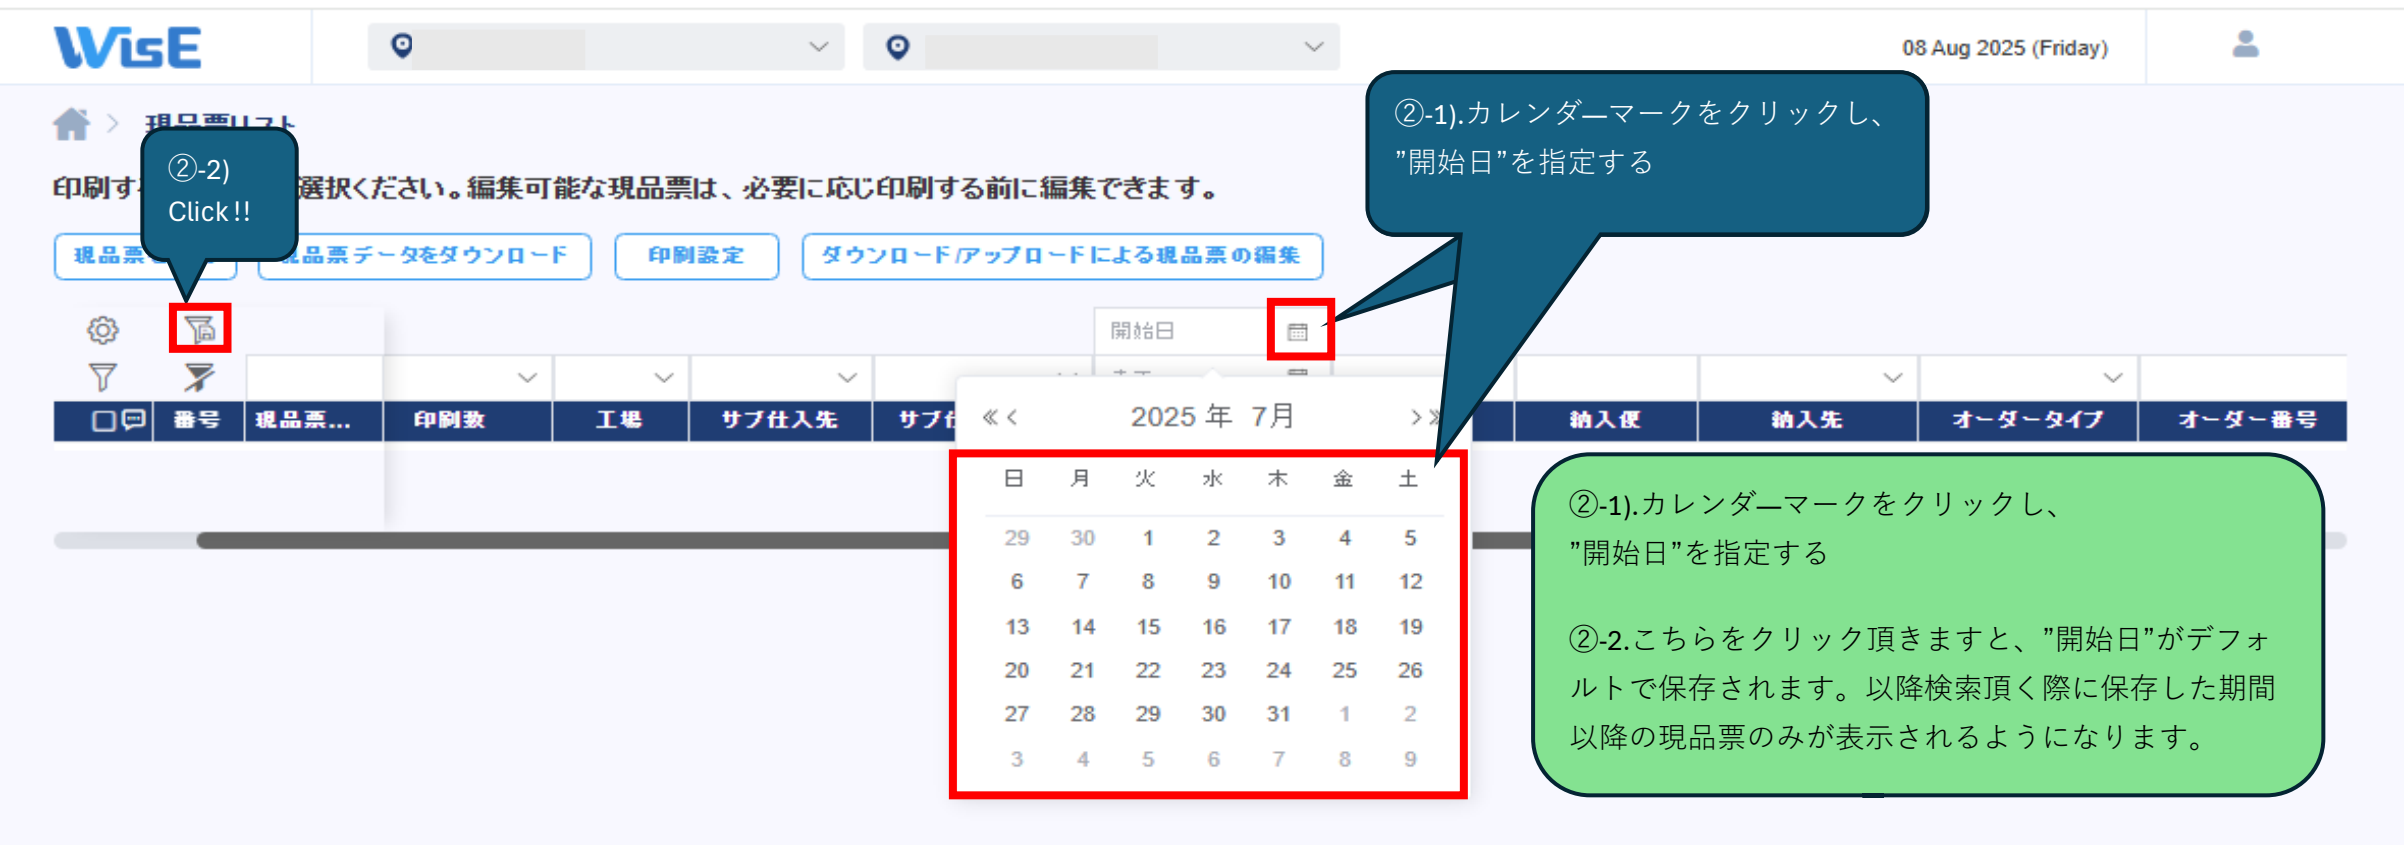 WisE
08 Aug 2025 (Friday)
現品票リスト
②-1).カレンダーマークをクリックし、
”開始日”を指定する
②-2)
Click!!
印刷す
選択ください。編集可能な現品票は、必要に応じ印刷する前に編集できます。
現品票
品票データをダウンロード
印刷設定
ダウンロード/アップロードによる現品票の編集
開始日
番号 現品票... 印刷数 工場 サブ仕入先 サブ 納入便 納入先 オーダータイプ オーダー番号
« < 2025 年 7月 > »
日 月 火 水 木 金 土
29 30 1 2 3 4 5
6 7 8 9 10 11 12
13 14 15 16 17 18 19
20 21 22 23 24 25 26
27 28 29 30 31 1 2
3 4 5 6 7 8 9
②-1).カレンダーマークをクリックし、
”開始日”を指定する
②-2.こちらをクリック頂きますと、”開始日”がデフォ
ルトで保存されます。以降検索頂く際に保存した期間
以降の現品票のみが表示されるようになります。